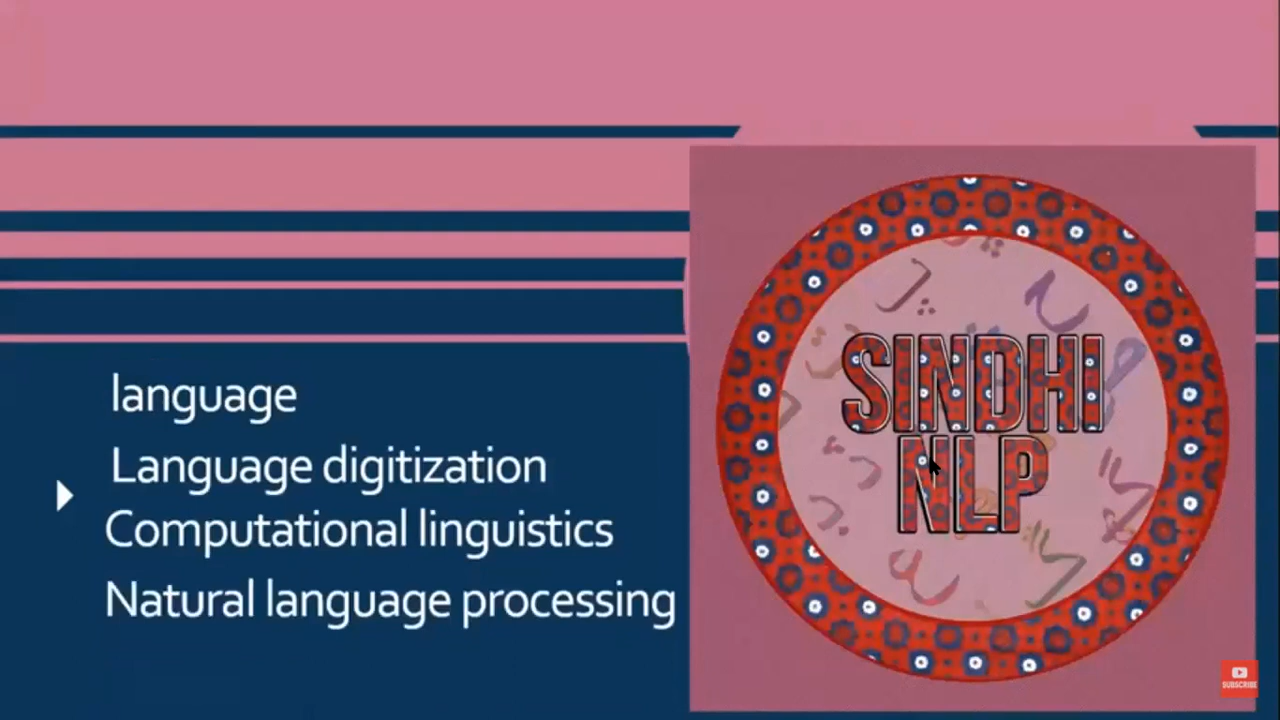 language
Language digitization
Computational linguistics
Natural language processing
SINDHI
NLP
SUBSCRIBE